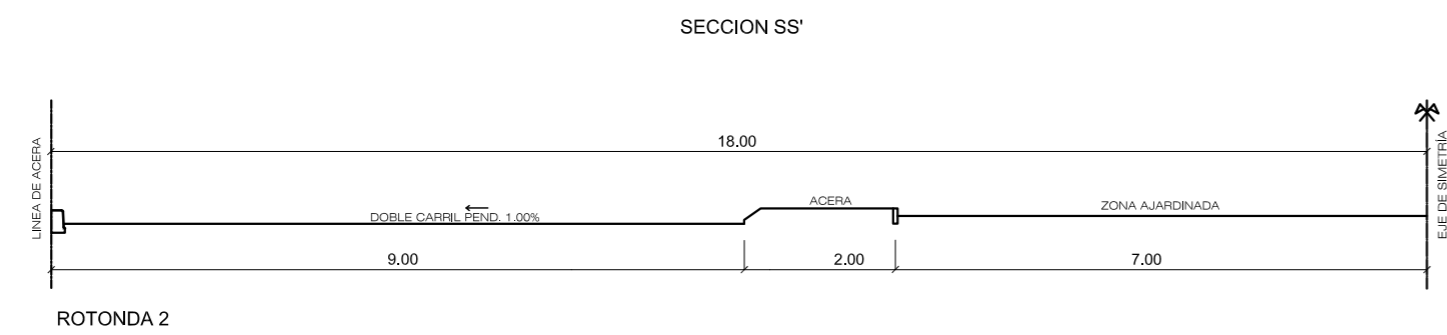 SECCION SS'
18.00
LINEA DE ACERA
DOBLE CARRIL PEND. 1.00%
ACERA
ZONA AJARDINADA
EJE DE SIMETRÍA
9.00
2.00
7.00
ROTONDA 2